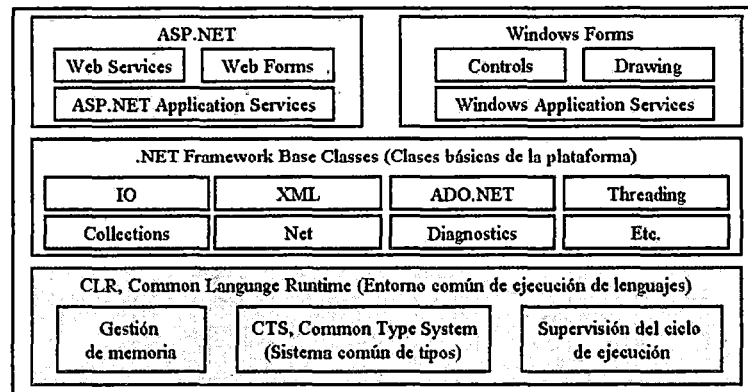 ASP.NET
Web Services
Web Forms
ASP.NET Application Services
Windows Forms
Controls
Drawing
Windows Application Services
.NET Framework Base Classes (Clases básicas de la plataforma)
IO
XML
ADO.NET
Threading
Collections
Net
Diagnostics
Etc.
CLR, Common Language Runtime (Entorno común de ejecución de lenguajes)
Gestión
de memoria
CTS, Common Type System
(Sistema común de tipos)
Supervisión del ciclo
de ejecución